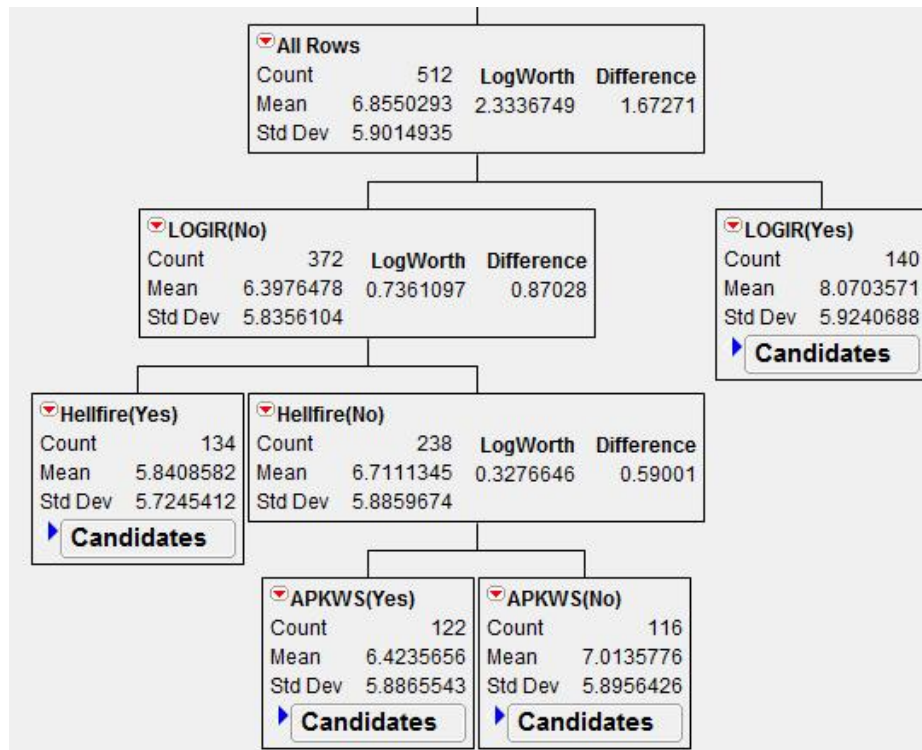 All Rows
Count 512 LogWorth Difference
Mean 6.8550293 2.3336749 1.67271
Std Dev 5.9014935
LOGIR(No)
Count 372 LogWorth Difference
Mean 6.3976478 0.7361097 0.87028
Std Dev 5.8356104
LOGIR(Yes)
Count 140
Mean 8.0703571
Std Dev 5.9240688
Candidates
Hellfire(Yes)
Count 134
Mean 5.8408582
Std Dev 5.7245412
Candidates
Hellfire(No)
Count 238 LogWorth Difference
Mean 6.7111345 0.3276646 0.59001
Std Dev 5.8859674
APKWS(Yes)
Count 122
Mean 6.4235656
Std Dev 5.8865543
Candidates
APKWS(No)
Count 116
Mean 7.0135776
Std Dev 5.8956426
Candidates